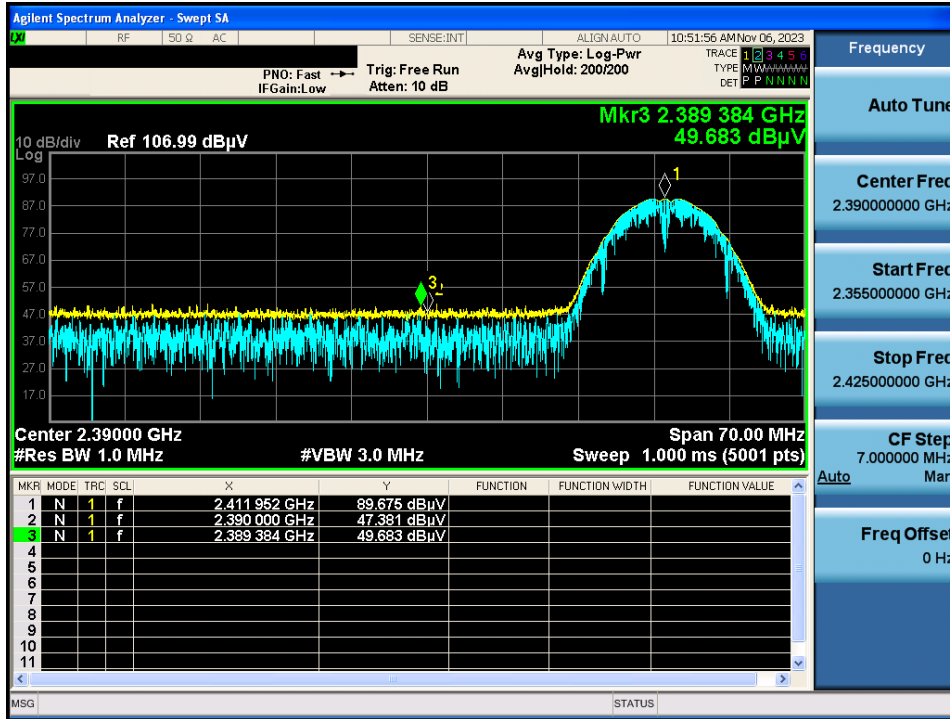 Agilent Spectrum Analyzer - Swept SA
LXI RF 50 Ω AC SENSE:INT ALIGN AUTO 10:51:56 AM Nov 06, 2023
PNO: Fast
IFGain:Low
Trig: Free Run
Atten: 10 dB
Avg Type: Log-Pwr
Avg|Hold: 200/200
TRACE 1 2 3 4 5 6
TYPE M W W W W W
DET P P N N N N
Mkr3 2.389 384 GHz
49.683 dBµV
10 dB/div Ref 106.99 dBµV
Log
97.0
87.0
77.0
67.0
57.0
47.0
37.0
27.0
17.0
1
3
2
Center 2.39000 GHz Span 70.00 MHz
#Res BW 1.0 MHz #VBW 3.0 MHz Sweep 1.000 ms (5001 pts)
MKR MODE TRC SCL X Y FUNCTION FUNCTION WIDTH FUNCTION VALUE
1 N 1 f 2.411 952 GHz 89.675 dBµV
2 N 1 f 2.390 000 GHz 47.381 dBµV
3 N 1 f 2.389 384 GHz 49.683 dBµV
4
5
6
7
8
9
10
11
MSG STATUS
Frequency
Auto Tune
Center Freq
2.390000000 GHz
Start Freq
2.355000000 GHz
Stop Freq
2.425000000 GHz
CF Step
7.000000 MHz
Auto Man
Freq Offset
0 Hz